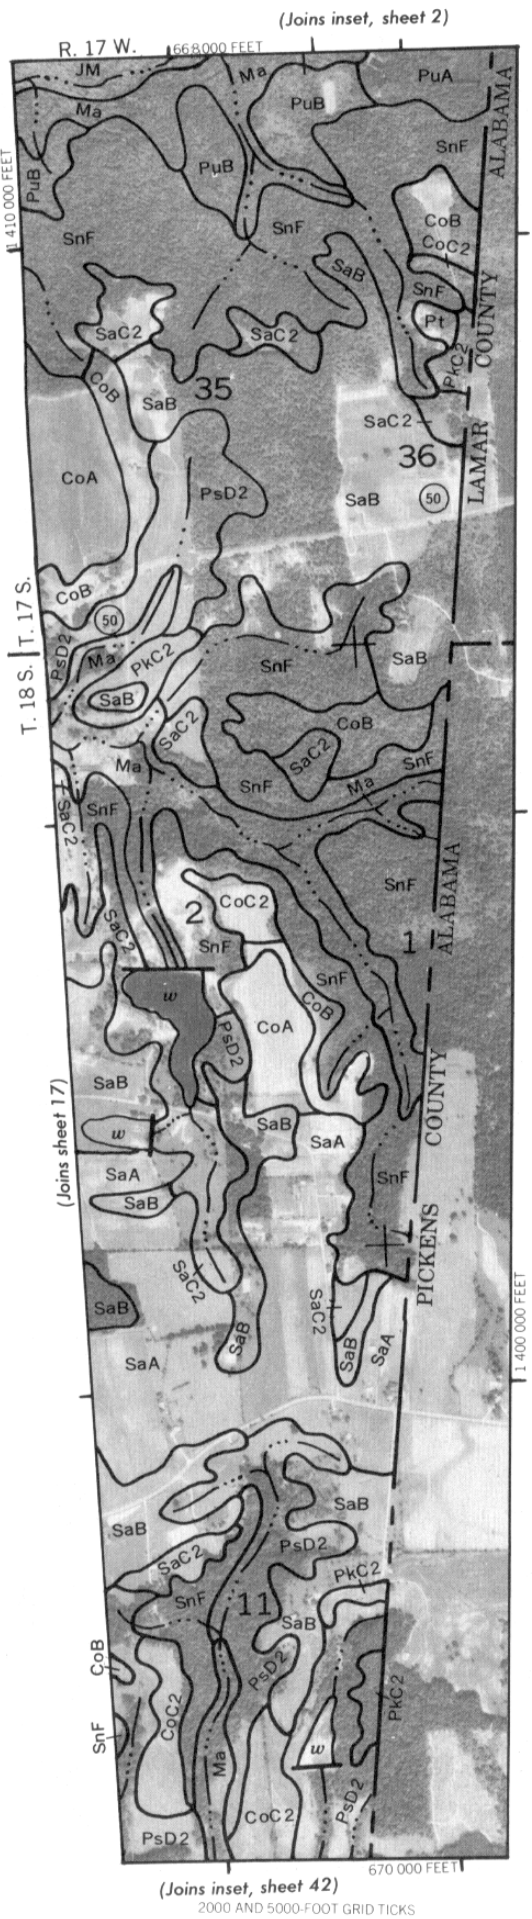 (Joins inset, sheet 2)
R. 17 W.
668 000 FEET
JM
Ma
PuA
Ma
PuB
ALABAMA
SnF
PuB
PuB
1 410 000 FEET
CoB
SnF
SnF
CoC2
SaB
SnF
COUNTY
SaC2
SaC2
Pt
PkC2
CoB
35
SaB
SaC2
LAMAR
36
CoA
PsD2
SaB
50
CoB
T. 17 S.
50
PsD2
Ma
PkC2
SnF
SaB
T. 18 S.
SaB
SaC2
CoB
SaC2
Ma
SnF
SnF
Ma
SaC2
SnF
SnF
ALABAMA
CoC2
2
SaC2
SnF
1
SnF
w
CoB
CoA
PsD2
COUNTY
SaB
(Joins sheet 17)
w
SaB
SaA
SaA
SnF
SaB
PICKENS
SaC2
SaB
SaC2
SaB
SaB
SaA
SaA
1 400 000 FEET
SaB
SaB
PsD2
SaC2
PkC2
SnF
11
SaB
CoB
PsD2
PkC2
CoC2
SnF
w
Ma
CoC2
PsD2
PsD2
670 000 FEET
(Joins inset, sheet 42)
2000 AND 5000-FOOT GRID TICKS